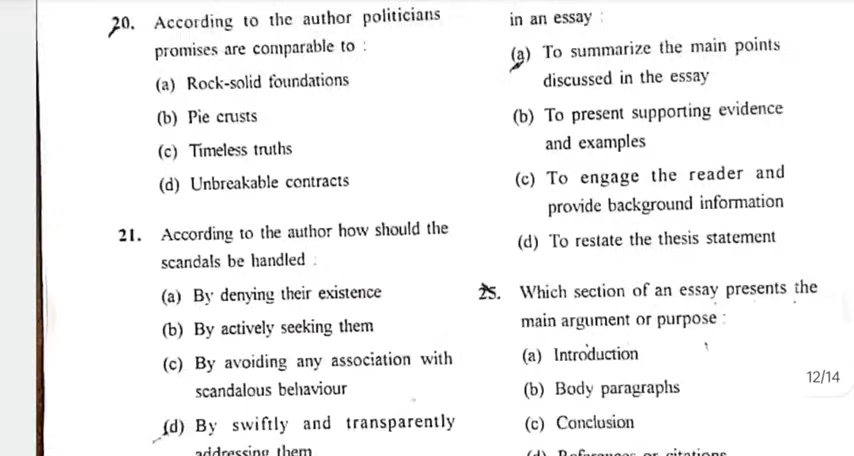 20. According to the author politicians
promises are comparable to :
(a) Rock-solid foundations
(b) Pie crusts
(c) Timeless truths
(d) Unbreakable contracts
21. According to the author how should the
scandals be handled :
(a) By denying their existence
(b) By actively seeking them
(c) By avoiding any association with
scandalous behaviour
(d) By swiftly and transparently
addressing them
in an essay :
(a) To summarize the main points
discussed in the essay
(b) To present supporting evidence
and examples
(c) To engage the reader and
provide background information
(d) To restate the thesis statement
25. Which section of an essay presents the
main argument or purpose :
(a) Introduction
(b) Body paragraphs
(c) Conclusion
(d) References or citations
12/14